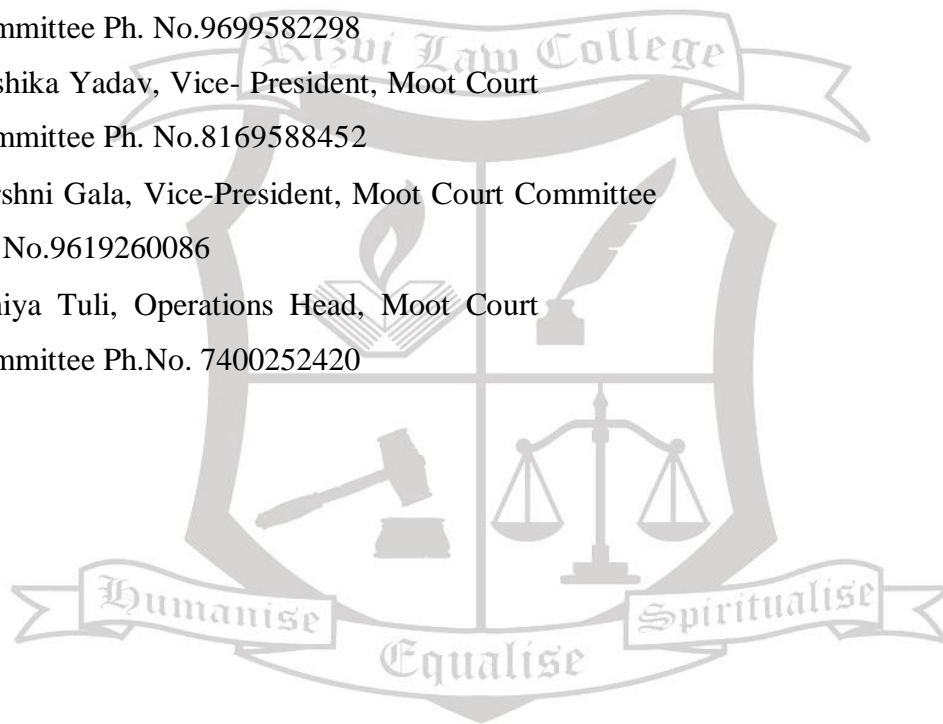 mmittee Ph. No.9699582298
Rizvi Law College
shika Yadav, Vice- President, Moot Court
mmittee Ph. No.8169588452
rshni Gala, Vice-President, Moot Court Committee
No.9619260086
iya Tuli, Operations Head, Moot Court
mmittee Ph.No. 7400252420
Humanise
Equalise
Spiritualise